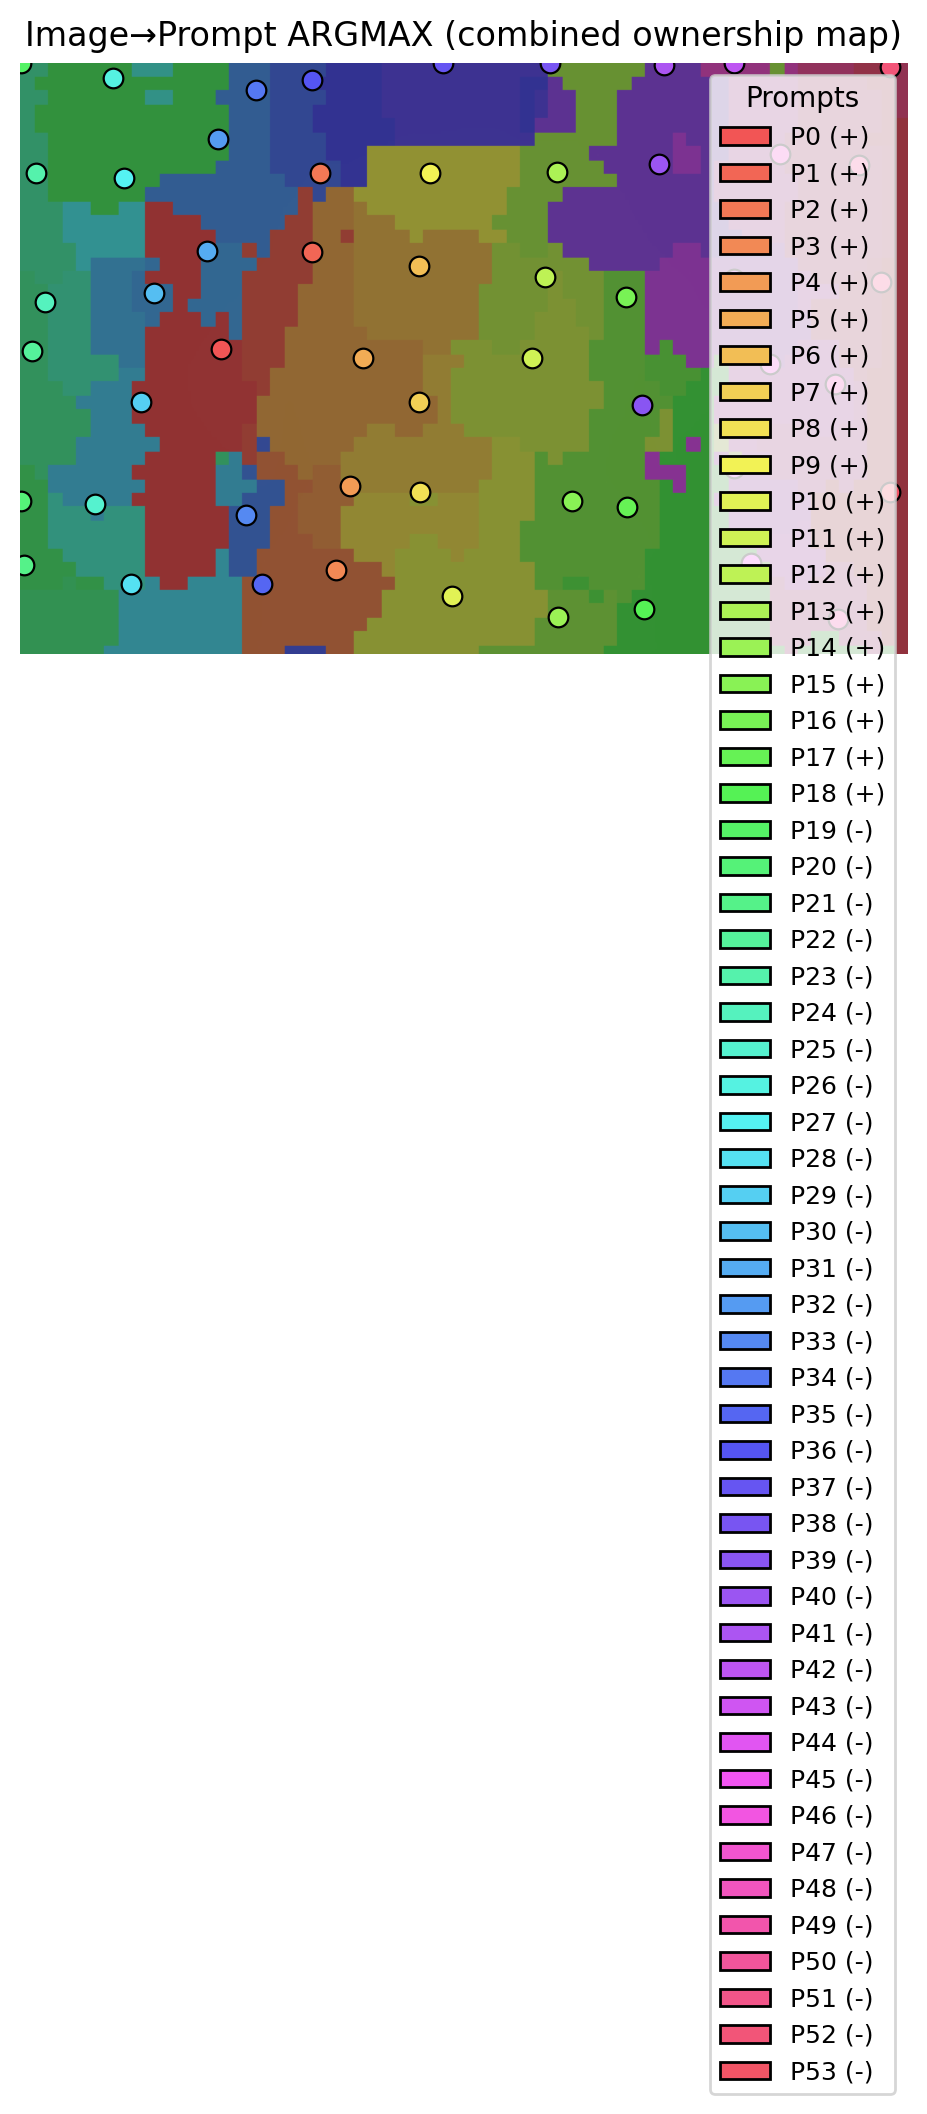 Image→Prompt ARGMAX (combined ownership map)
Prompts
P0 (+)
P1 (+)
P2 (+)
P3 (+)
P4 (+)
P5 (+)
P6 (+)
P7 (+)
P8 (+)
P9 (+)
P10 (+)
P11 (+)
P12 (+)
P13 (+)
P14 (+)
P15 (+)
P16 (+)
P17 (+)
P18 (+)
P19 (-)
P20 (-)
P21 (-)
P22 (-)
P23 (-)
P24 (-)
P25 (-)
P26 (-)
P27 (-)
P28 (-)
P29 (-)
P30 (-)
P31 (-)
P32 (-)
P33 (-)
P34 (-)
P35 (-)
P36 (-)
P37 (-)
P38 (-)
P39 (-)
P40 (-)
P41 (-)
P42 (-)
P43 (-)
P44 (-)
P45 (-)
P46 (-)
P47 (-)
P48 (-)
P49 (-)
P50 (-)
P51 (-)
P52 (-)
P53 (-)